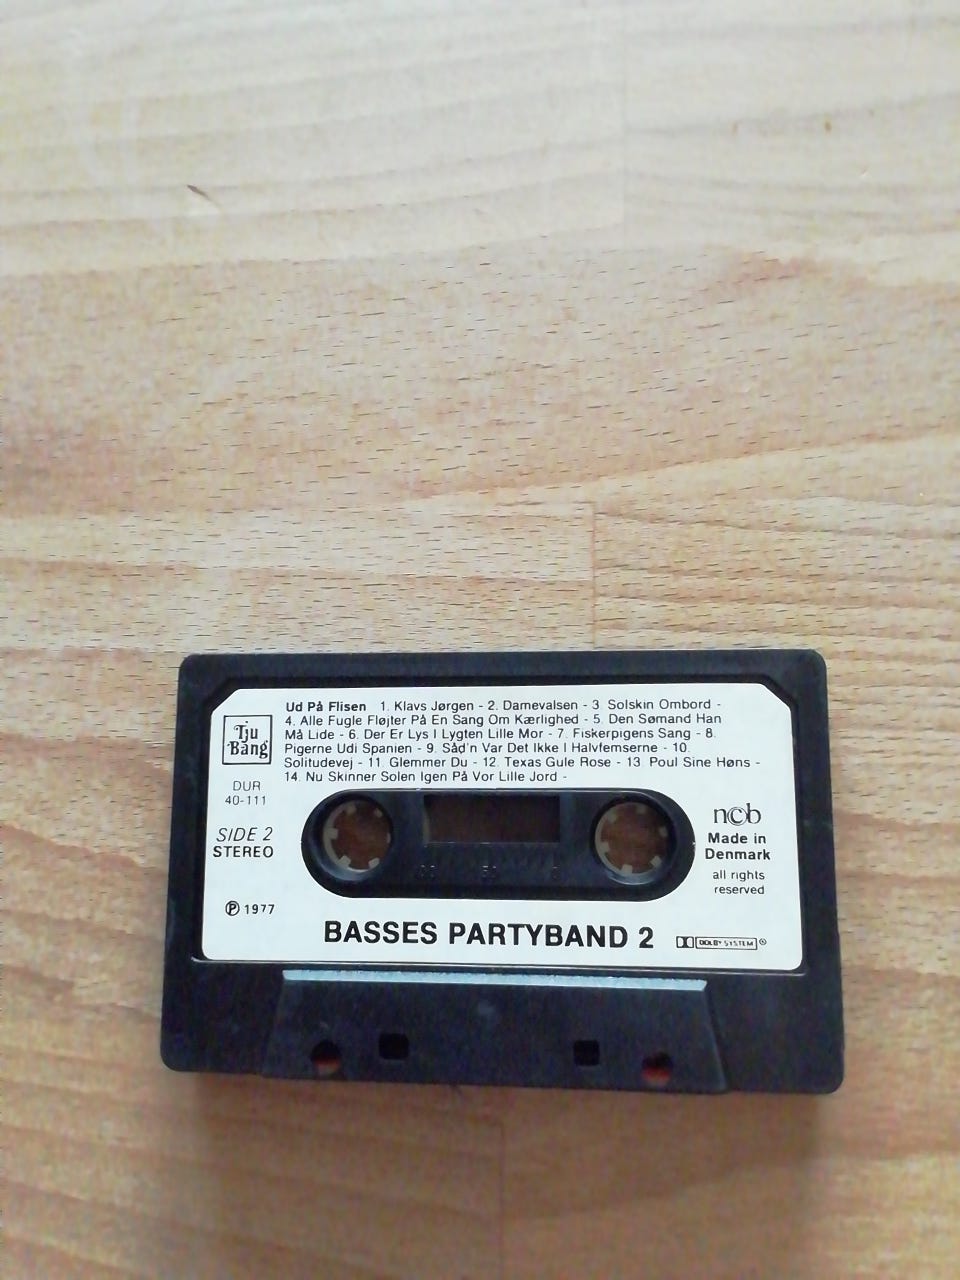 Ud På Flisen 1. Klavs Jørgen - 2. Damevalsen - 3. Solskin Ombord -
4. Alle Fugle Fløjter På En Sang Om Kærlighed - 5. Den Sømand Han
Må Lide - 6. Der Er Lys I Lygten Lille Mor - 7. Fiskerpigens Sang - 8.
Pigerne Udi Spanien - 9. Såd'n Var Det Ikke I Halvfemserne - 10.
Solitudevej - 11. Glemmer Du - 12. Texas Gule Rose - 13. Poul Sine Høns -
14. Nu Skinner Solen Igen På Vor Lille Jord -
Tju
Bang
DUR
40-111
SIDE 2
STEREO
℗ 1977
100 50 0
ncb
Made in
Denmark
all rights
reserved
BASSES PARTYBAND 2
DOLBY SYSTEM ®